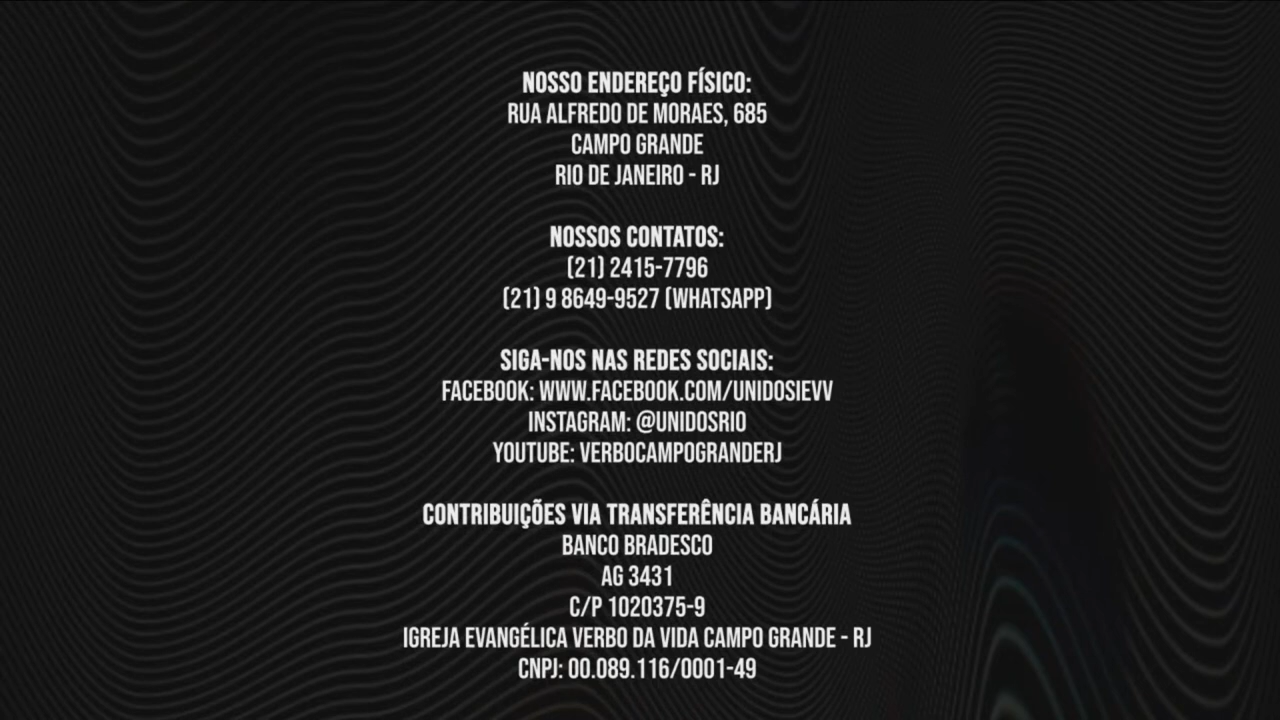 NOSSO ENDEREÇO FÍSICO:
RUA ALFREDO DE MORAES, 685
CAMPO GRANDE
RIO DE JANEIRO - RJ
NOSSOS CONTATOS:
(21) 2415-7796
(21) 9 8649-9527 (WHATSAPP)
SIGA-NOS NAS REDES SOCIAIS:
FACEBOOK: WWW.FACEBOOK.COM/UNIDOSIEVV
INSTAGRAM: @UNIDOSRIO
YOUTUBE: VERBOCAMPOGRANDERJ
CONTRIBUIÇÕES VIA TRANSFERÊNCIA BANCÁRIA
BANCO BRADESCO
AG 3431
C/P 1020375-9
IGREJA EVANGÉLICA VERBO DA VIDA CAMPO GRANDE - RJ
CNPJ: 00.089.116/0001-49